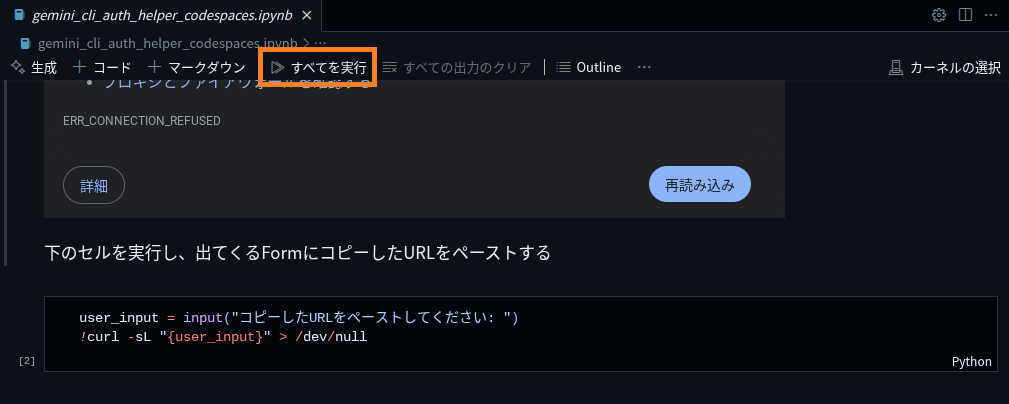 gemini_cli_auth_helper_codespaces.ipynb
gemini_cli_auth_helper_codespaces.ipynb > ...
生成 + コード + マークダウン すべてを実行 すべての出力のクリア Outline ... カーネルの選択
ERR_CONNECTION_REFUSED
詳細 再読み込み
下のセルを実行し、出てくるFormにコピーしたURLをペーストする
user_input = input("コピーしたURLをペーストしてください: ")
!curl -sL "{user_input}" > /dev/null
[2]
Python